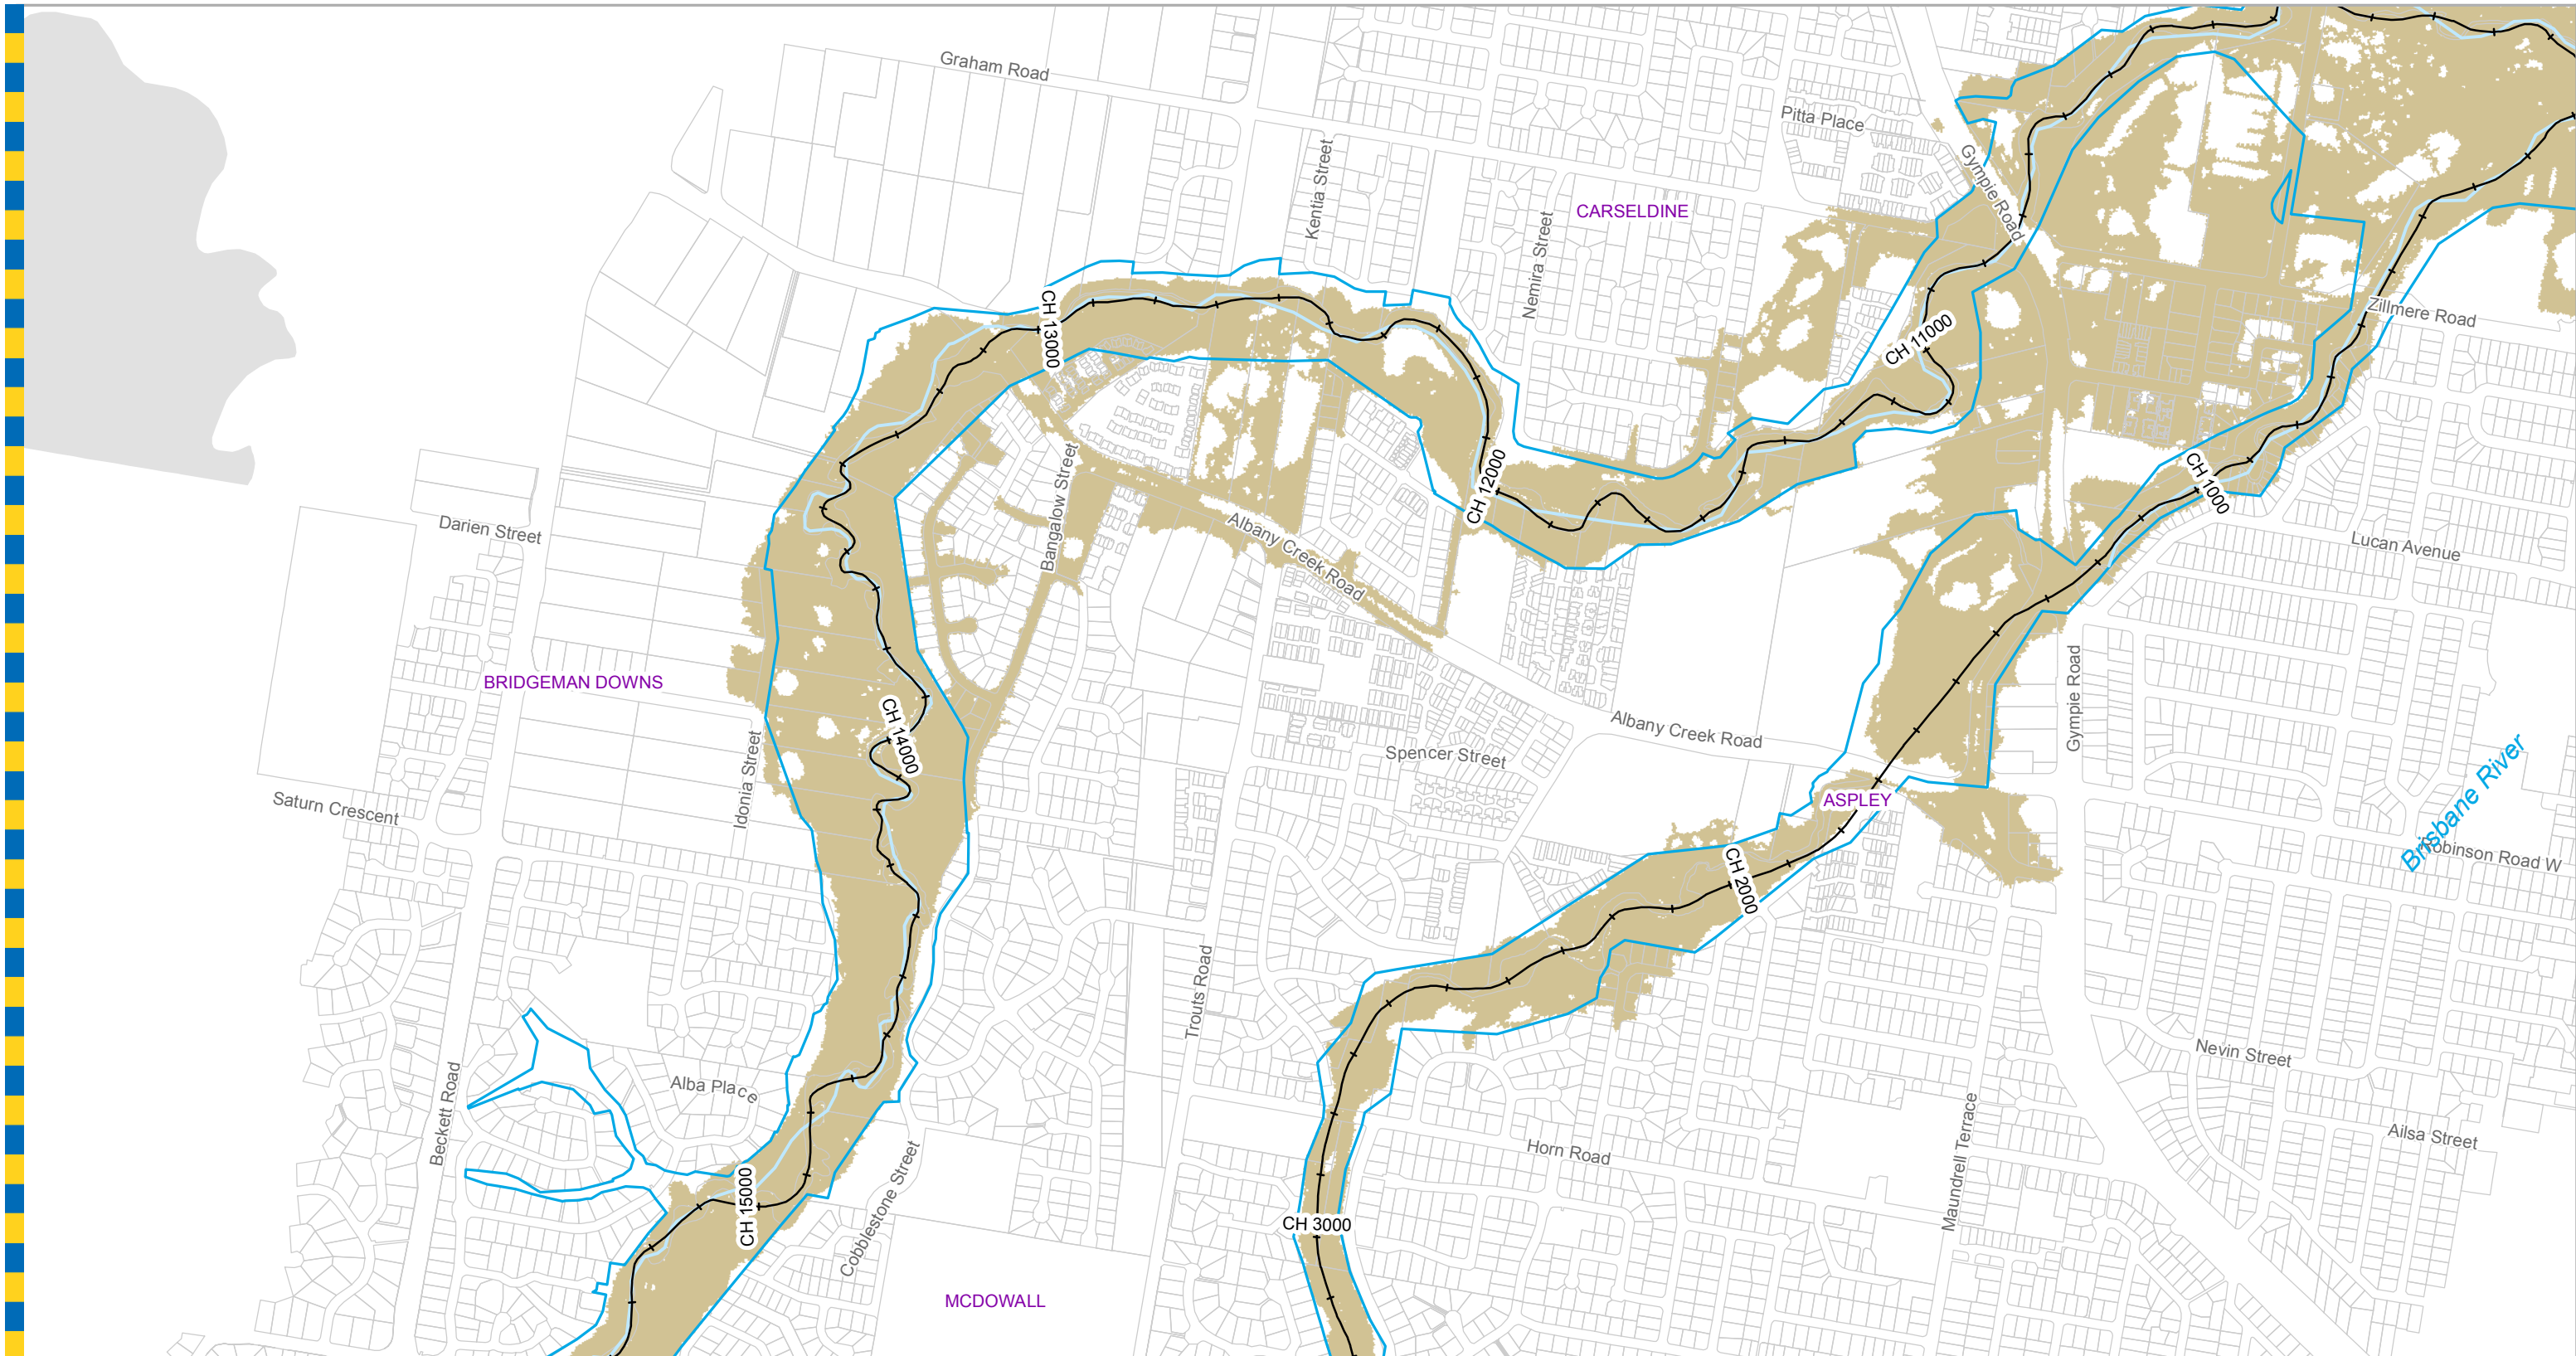 Graham Road
Pitta Place
Gympie Road
Kentia Street
CARSELDINE
Nemira Street
CH 13000
CH 11000
Zillmere Road
Bangalow Street
CH 12000
CH 1000
Darien Street
Albany Creek Road
Lucan Avenue
BRIDGEMAN DOWNS
CH 14000
Gympie Road
Albany Creek Road
Spencer Street
Idonia Street
Brisbane River
Saturn Crescent
ASPLEY
Robinson Road W
CH 2000
Trouts Road
Nevin Street
Alba Place
Beckett Road
Maundrell Terrace
Ailsa Street
Horn Road
CH 15000
Cobblestone Street
CH 3000
MCDOWALL